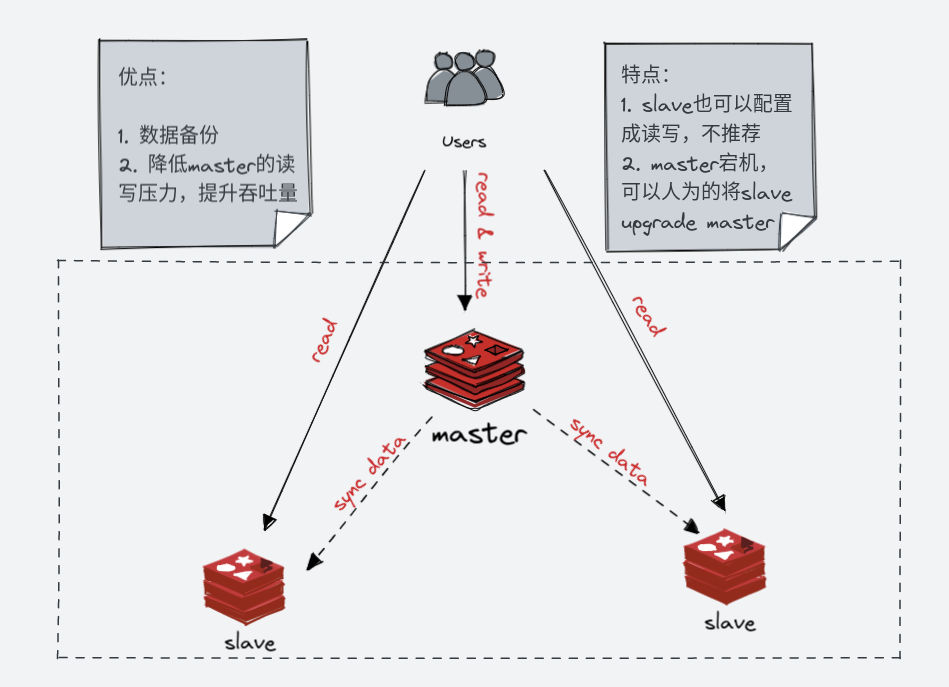 优点：
1. 数据备份
2. 降低master的读
写压力，提升吞吐量
Users
特点：
1. slave也可以配置
成读写，不推荐
2. master宕机，
可以人为的将slave
upgrade master
read & write
read
read
master
sync data
sync data
slave
slave